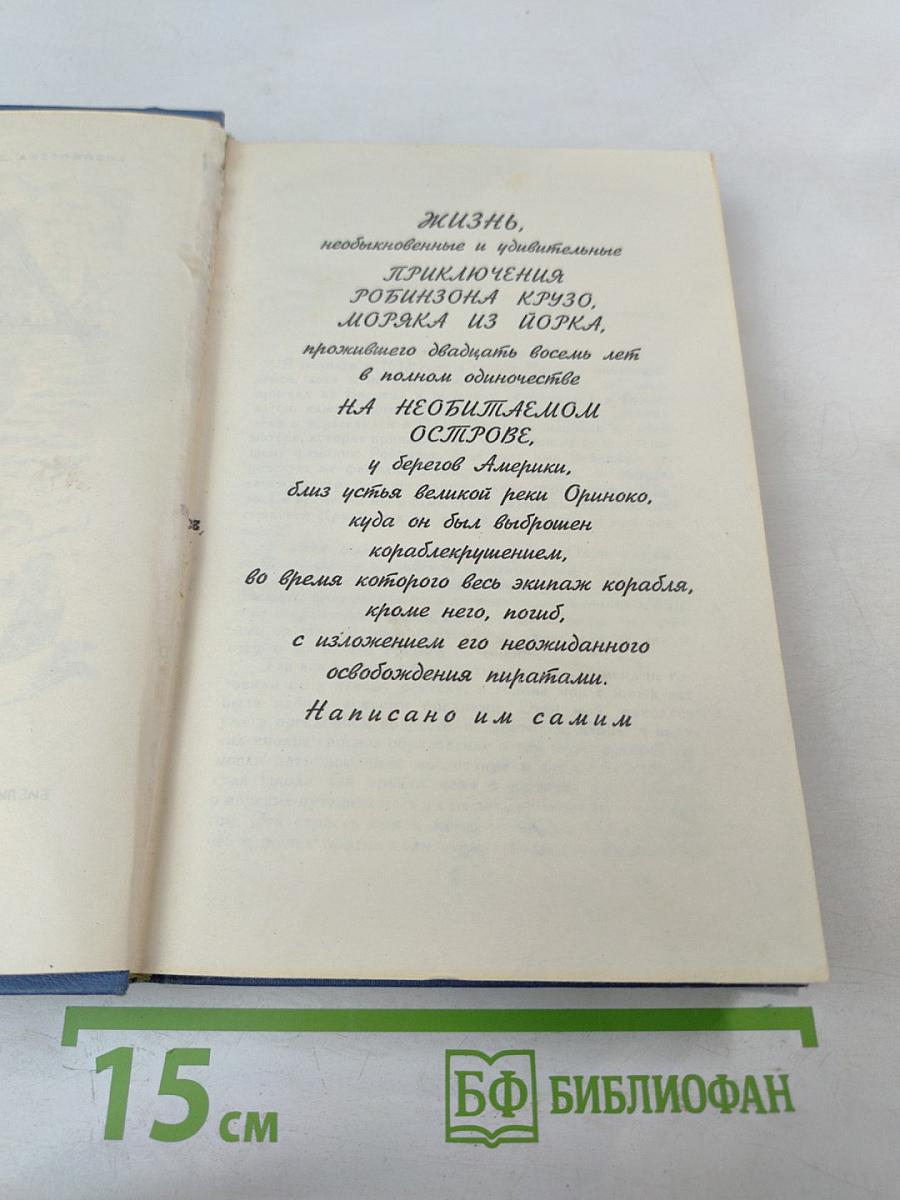 ЖИЗНЬ,
необыкновенные и удивительные
ПРИКЛЮЧЕНИЯ
РОБИНЗОНА КРУЗО,
МОРЯКА ИЗ ЙОРКА,
прожившего двадцать восемь лет
в полном одиночестве
НА НЕОБИТАЕМОМ
ОСТРОВЕ,
у берегов Америки,
близ устья великой реки Ориноко,
куда он был выброшен
кораблекрушением,
во время которого весь экипаж корабля,
кроме него, погиб,
с изложением его неожиданного
освобождения пиратами.
Написано им самим
15 см
БФ БИБЛИОФАН